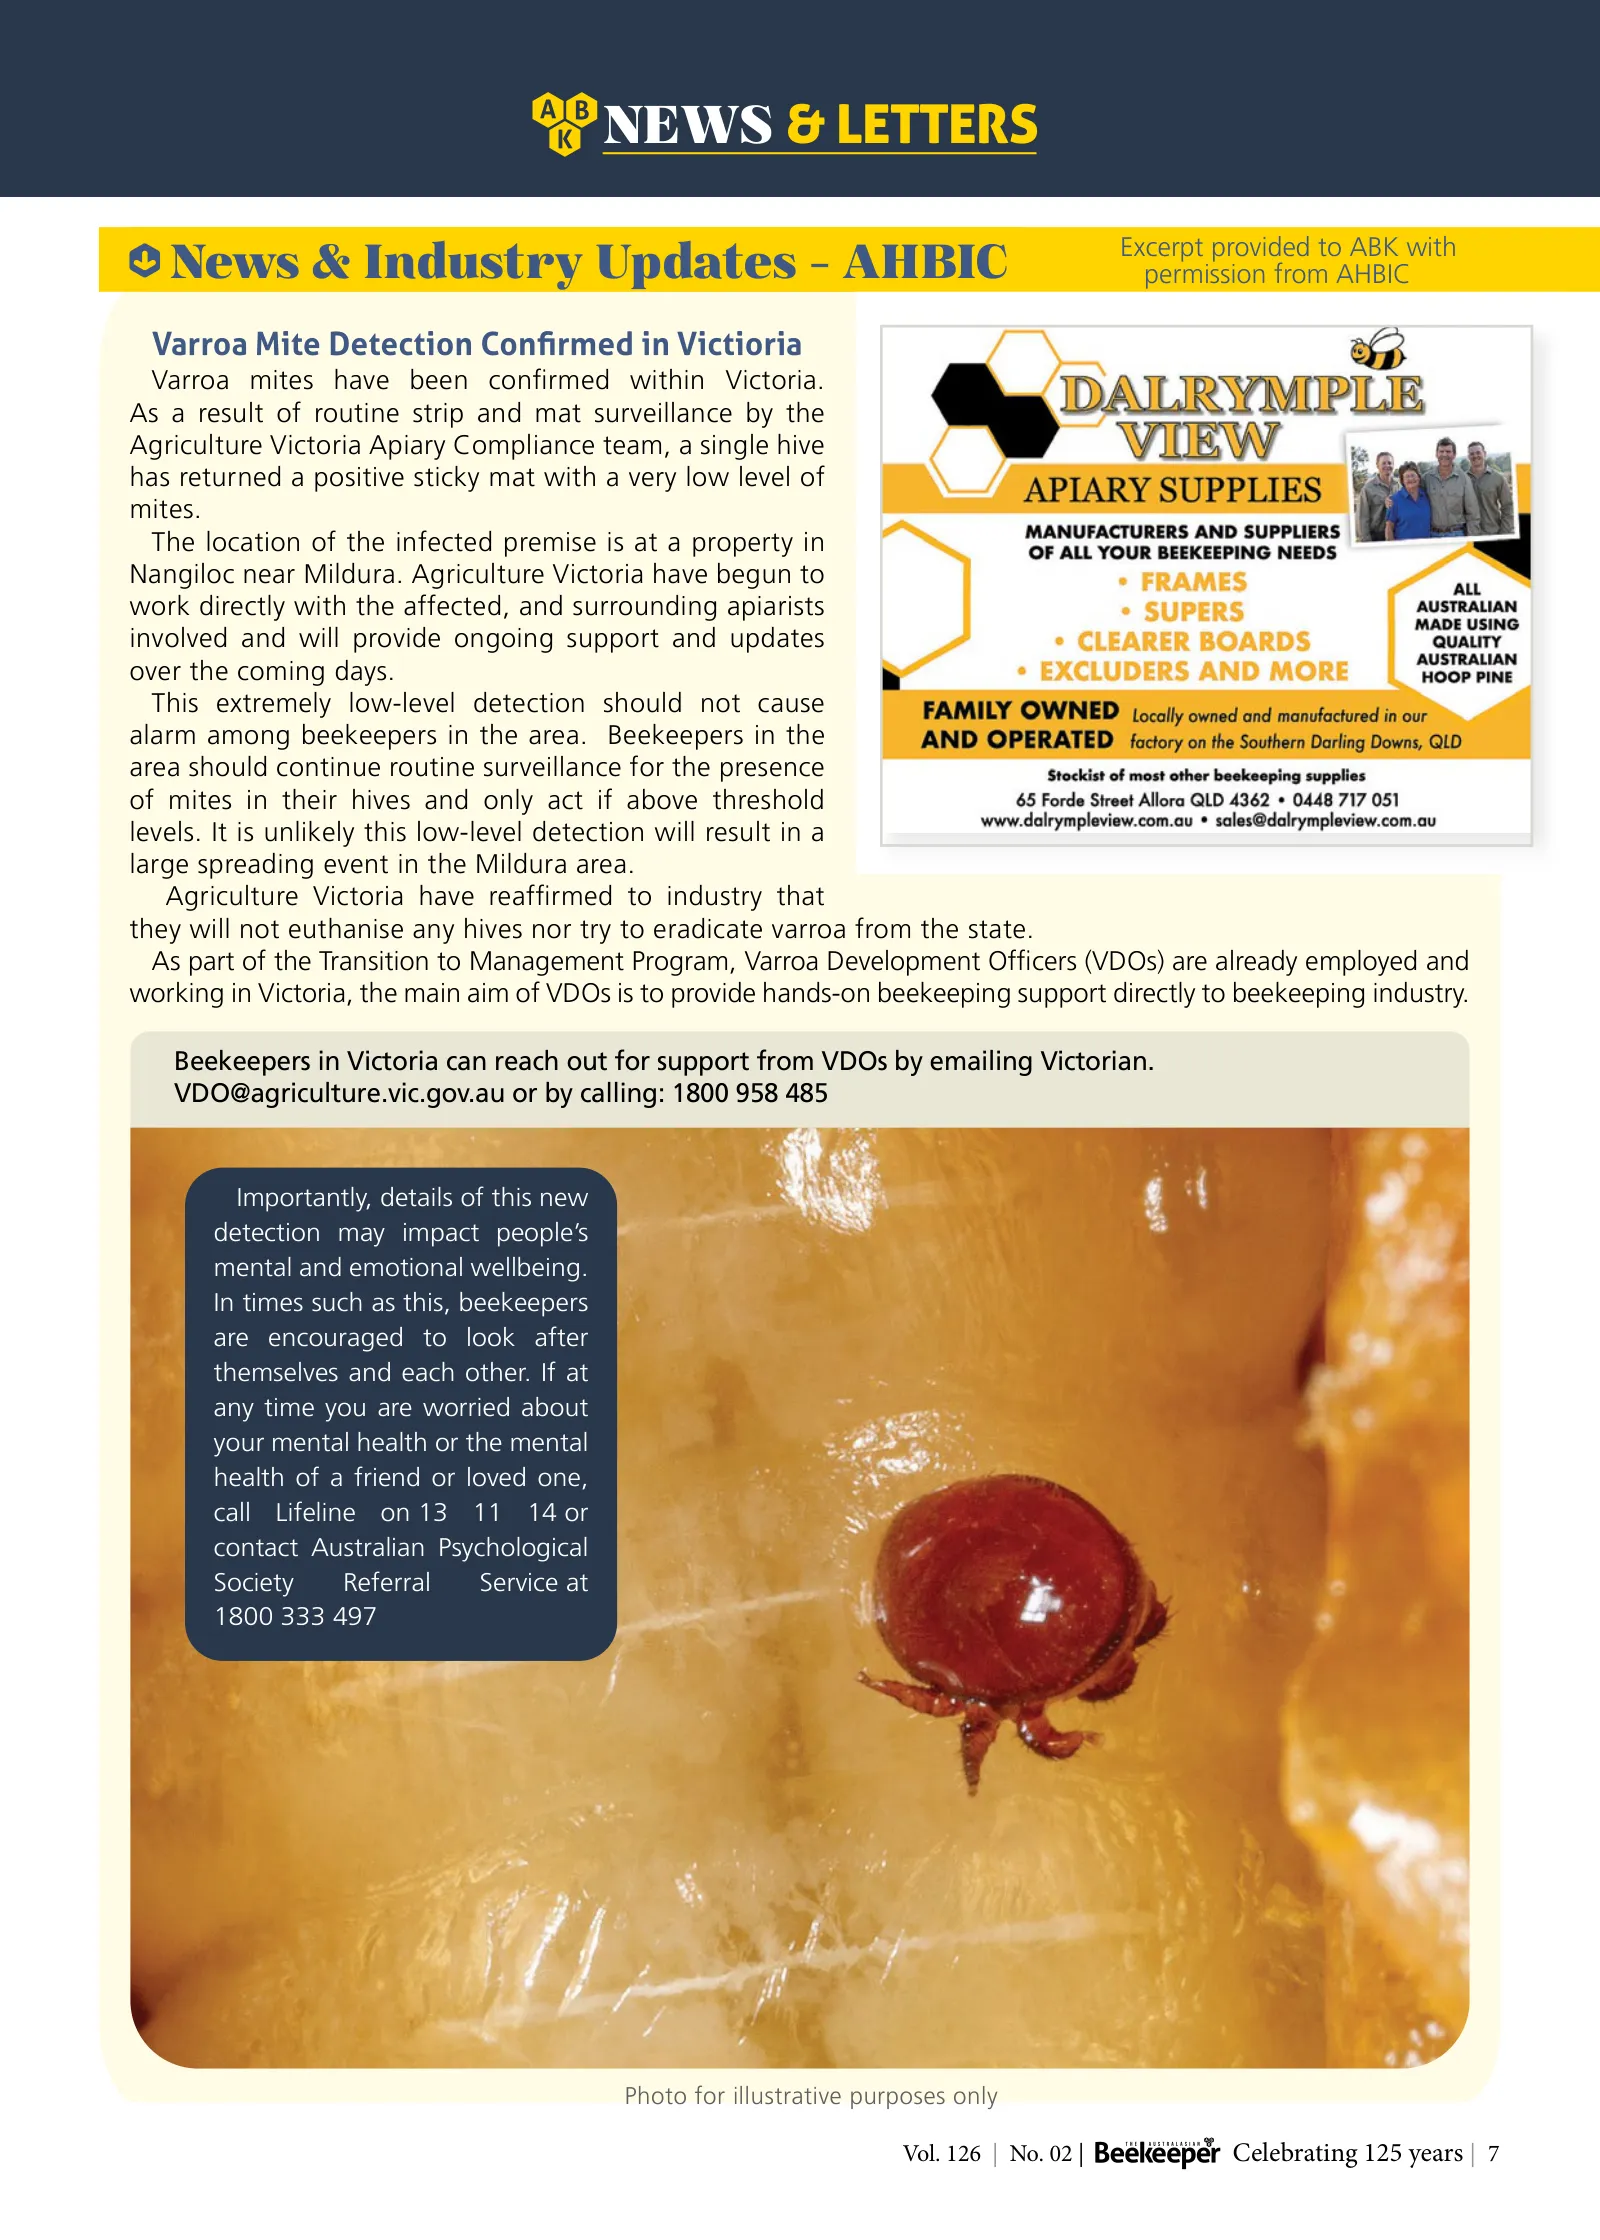 A B K NEWS & LETTERS
News & Industry Updates - AHBIC
Excerpt provided to ABK with
permission from AHBIC
Varroa Mite Detection Confirmed in Victioria
Varroa mites have been confirmed within Victoria.
As a result of routine strip and mat surveillance by the
Agriculture Victoria Apiary Compliance team, a single hive
has returned a positive sticky mat with a very low level of
mites.
The location of the infected premise is at a property in
Nangiloc near Mildura. Agriculture Victoria have begun to
work directly with the affected, and surrounding apiarists
involved and will provide ongoing support and updates
over the coming days.
This extremely low-level detection should not cause
alarm among beekeepers in the area. Beekeepers in the
area should continue routine surveillance for the presence
of mites in their hives and only act if above threshold
levels. It is unlikely this low-level detection will result in a
large spreading event in the Mildura area.
Agriculture Victoria have reaffirmed to industry that
they will not euthanise any hives nor try to eradicate varroa from the state.
As part of the Transition to Management Program, Varroa Development Officers (VDOs) are already employed and
working in Victoria, the main aim of VDOs is to provide hands-on beekeeping support directly to beekeeping industry.
DALRYMPLE
VIEW
APIARY SUPPLIES
MANUFACTURERS AND SUPPLIERS
OF ALL YOUR BEEKEEPING NEEDS
• FRAMES
• SUPERS
• CLEARER BOARDS
• EXCLUDERS AND MORE
ALL
AUSTRALIAN
MADE USING
QUALITY
AUSTRALIAN
HOOP PINE
FAMILY OWNED
AND OPERATED
Locally owned and manufactured in our
factory on the Southern Darling Downs, QLD
Stockist of most other beekeeping supplies
65 Forde Street Allora QLD 4362 • 0448 717 051
www.dalrympleview.com.au • sales@dalrympleview.com.au
Beekeepers in Victoria can reach out for support from VDOs by emailing Victorian.
VDO@agriculture.vic.gov.au or by calling: 1800 958 485
Importantly, details of this new
detection may impact people’s
mental and emotional wellbeing.
In times such as this, beekeepers
are encouraged to look after
themselves and each other. If at
any time you are worried about
your mental health or the mental
health of a friend or loved one,
call Lifeline on 13 11 14 or
contact Australian Psychological
Society Referral Service at
1800 333 497
Photo for illustrative purposes only
Vol. 126 | No. 02 | THE AUSTRALASIAN Beekeeper Celebrating 125 years | 7